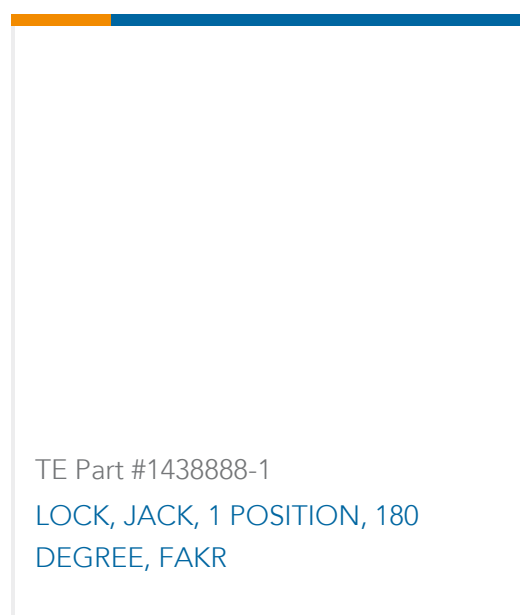 TE Part #1438888-1
LOCK, JACK, 1 POSITION, 180
DEGREE, FAKR